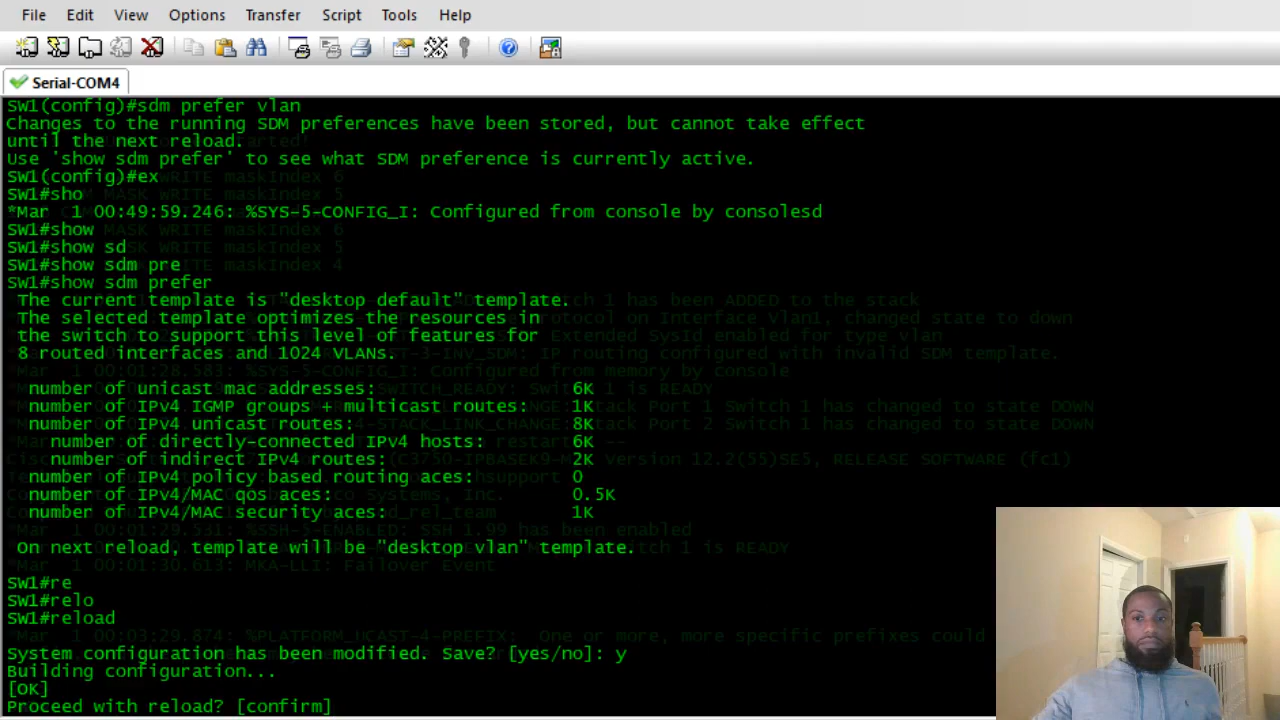 File Edit View Options Transfer Script Tools Help
Serial-COM4
SW1(config)#sdm prefer vlan
Changes to the running SDM preferences have been stored, but cannot take effect
until the next reload.
Use 'show sdm prefer' to see what SDM preference is currently active.
SW1(config)#ex
SW1#sho
*Mar  1 00:49:59.246: %SYS-5-CONFIG_I: Configured from console by consolesd
SW1#show
SW1#show sd
SW1#show sdm pre
SW1#show sdm prefer
The current template is "desktop default" template.
The selected template optimizes the resources in
the switch to support this level of features for
8 routed interfaces and 1024 VLANs.
number of unicast mac addresses: 6K
number of IPv4 IGMP groups + multicast routes: 1K
number of IPv4 unicast routes: 8K
number of directly-connected IPv4 hosts: 6K
number of indirect IPv4 routes: 2K
number of IPv4 policy based routing aces: 0
number of IPv4/MAC qos aces: 0.5K
number of IPv4/MAC security aces: 1K
On next reload, template will be "desktop vlan" template.
SW1#re
SW1#relo
SW1#reload
System configuration has been modified. Save? [yes/no]: y
Building configuration...
[OK]
Proceed with reload? [confirm]